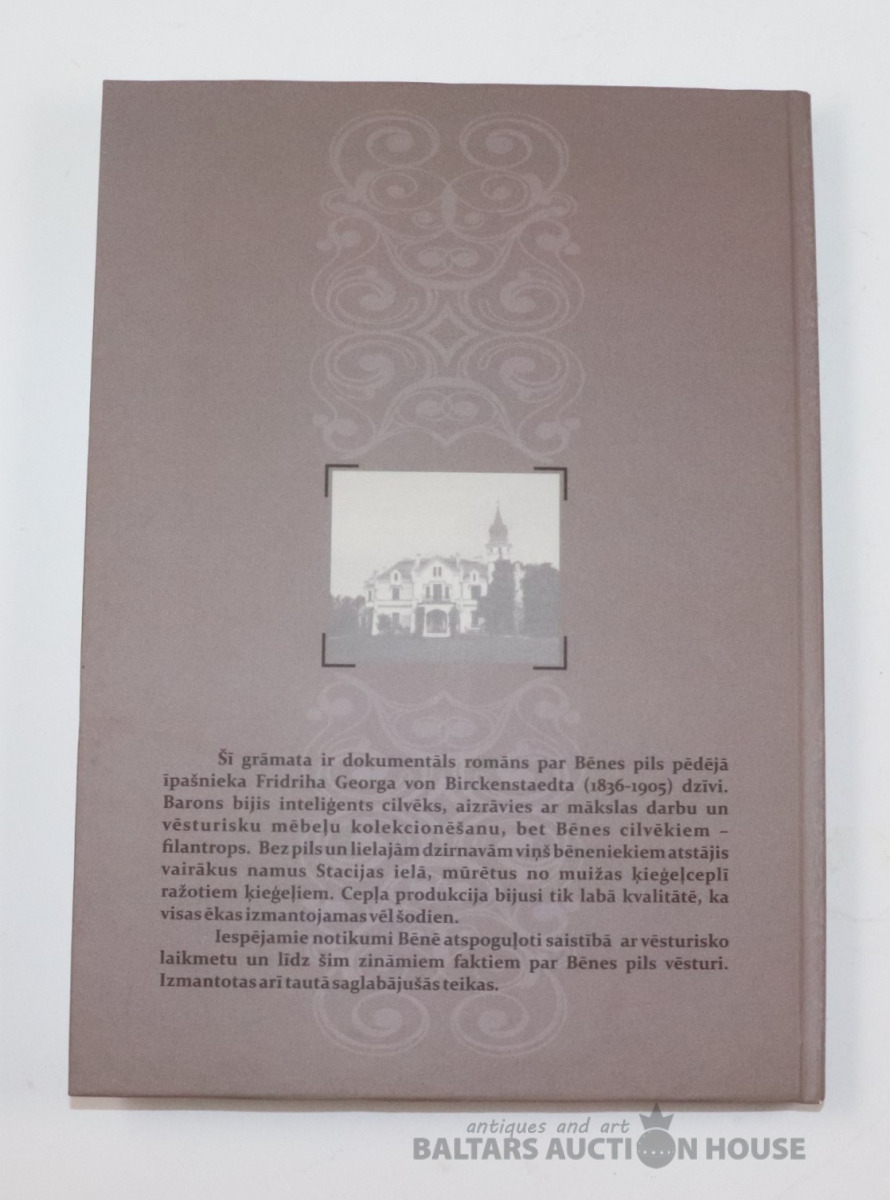 Šī grāmata ir dokumentāls romāns par Bēnes pils pēdējā
īpašnieka Fridriha Georga von Birckenstaedta (1836-1905) dzīvi.
Barons bijis inteliģents cilvēks, aizrāvies ar mākslas darbu un
vēsturisku mēbeļu kolekcionēšanu, bet Bēnes cilvēkiem –
filantrops. Bez pils un lielajām dzirnavām viņš bēneniekiem atstājis
vairākus namus Stacijas ielā, mūrētus no muižas ķieģeļceplī
ražotiem ķieģeļiem. Cepļa produkcija bijusi tik labā kvalitātē, ka
visas ēkas izmantojamas vēl šodien.
Iespējamie notikumi Bēnē atspoguļoti saistībā ar vēsturisko
laikmetu un līdz šim zināmiem faktiem par Bēnes pils vēsturi.
Izmantotas arī tautā saglabājušās teikas.
antiques and art
BALTARS AUCTION HOUSE